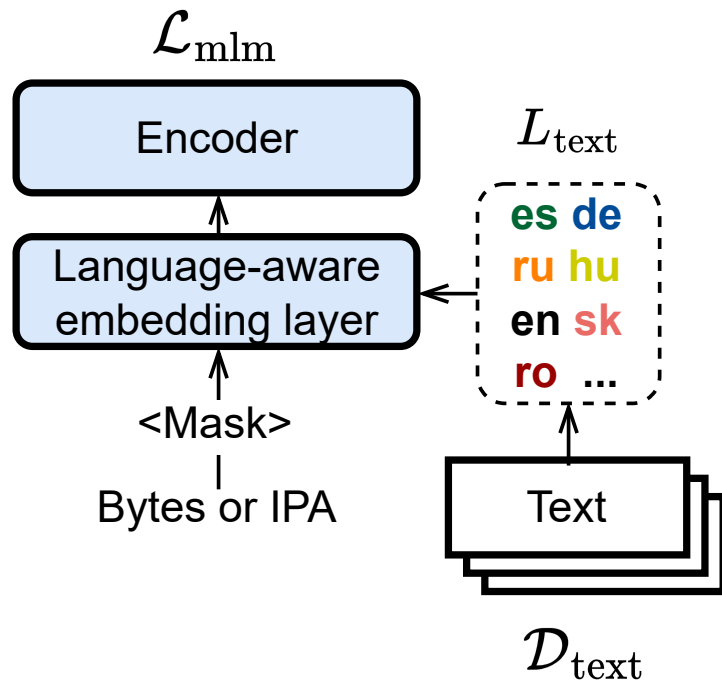 ℒmlm
Encoder
Language-aware
embedding layer
<Mask>
Bytes or IPA
Ltext
es de
ru hu
en sk
ro ...
Text
𝒟text